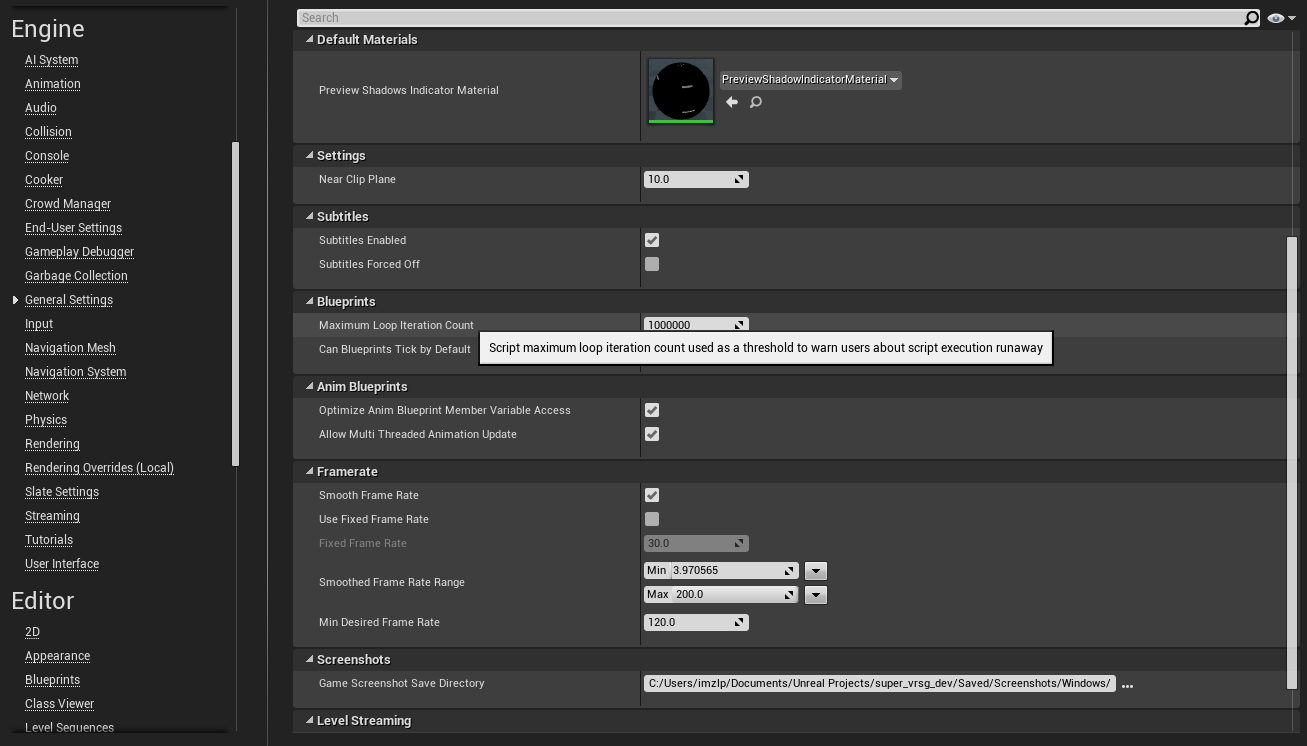 Engine
AI System
Animation
Audio
Collision
Console
Cooker
Crowd Manager
End-User Settings
Gameplay Debugger
Garbage Collection
General Settings
Input
Navigation Mesh
Navigation System
Network
Physics
Rendering
Rendering Overrides (Local)
Slate Settings
Streaming
Tutorials
User Interface
Editor
2D
Appearance
Blueprints
Class Viewer
Level Sequences
Search
Default Materials
Preview Shadows Indicator Material
PreviewShadowIndicatorMaterial
Settings
Near Clip Plane 10.0
Subtitles
Subtitles Enabled
Subtitles Forced Off
Blueprints
Maximum Loop Iteration Count 1000000
Can Blueprints Tick by Default
Script maximum loop iteration count used as a threshold to warn users about script execution runaway
Anim Blueprints
Optimize Anim Blueprint Member Variable Access
Allow Multi Threaded Animation Update
Framerate
Smooth Frame Rate
Use Fixed Frame Rate
Fixed Frame Rate 30.0
Smoothed Frame Rate Range
Min 3.970565
Max 200.0
Min Desired Frame Rate 120.0
Screenshots
Game Screenshot Save Directory C:/Users/imzlp/Documents/Unreal Projects/super_vrsg_dev/Saved/Screenshots/Windows/ ...
Level Streaming